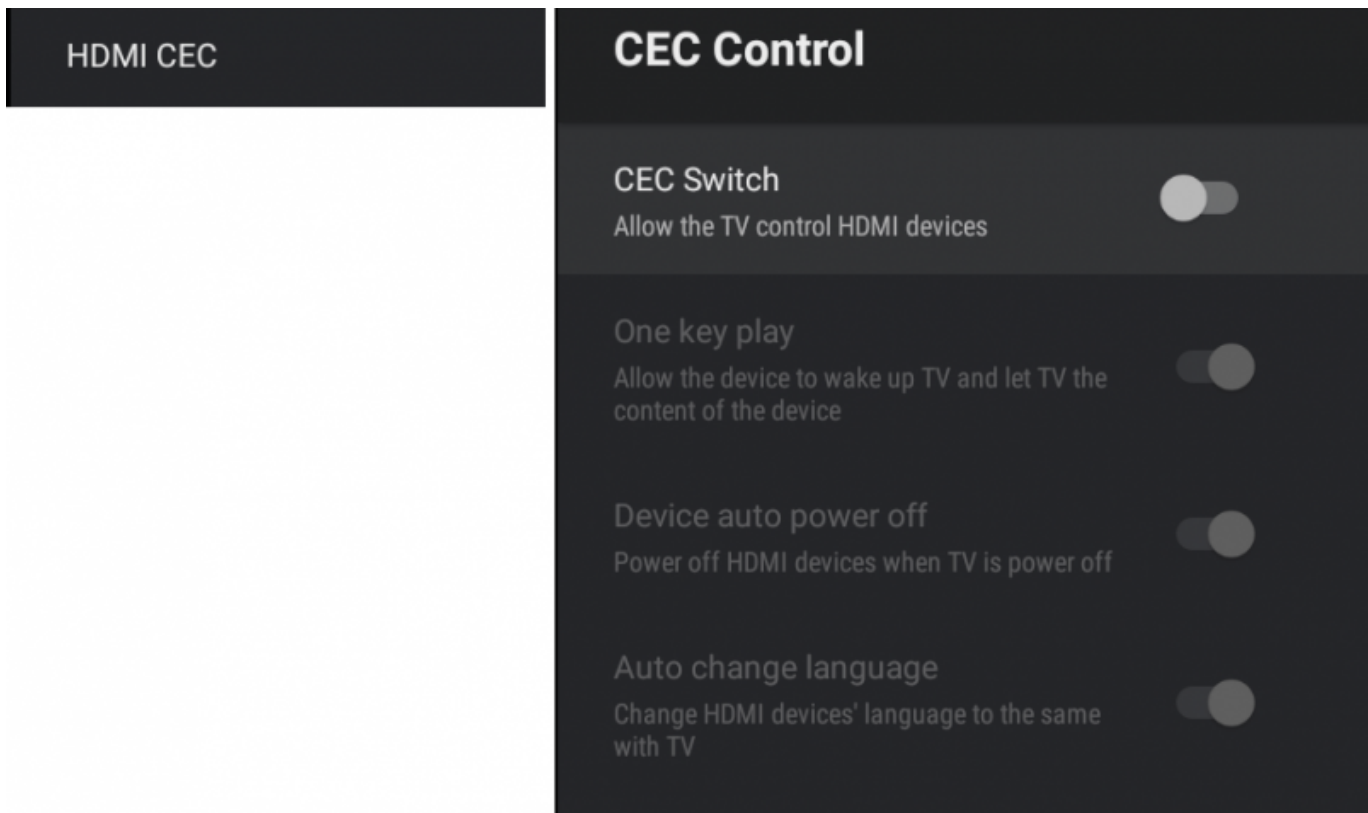 HDMI CEC
CEC Control
CEC Switch
Allow the TV control HDMI devices
One key play
Allow the device to wake up TV and let TV the
content of the device
Device auto power off
Power off HDMI devices when TV is power off
Auto change language
Change HDMI devices' language to the same
with TV